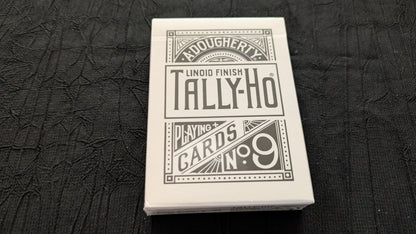 A. DOUGHERTY
LINOID FINISH
TALLY-HO®
PLAYING
CARDS
No. 9